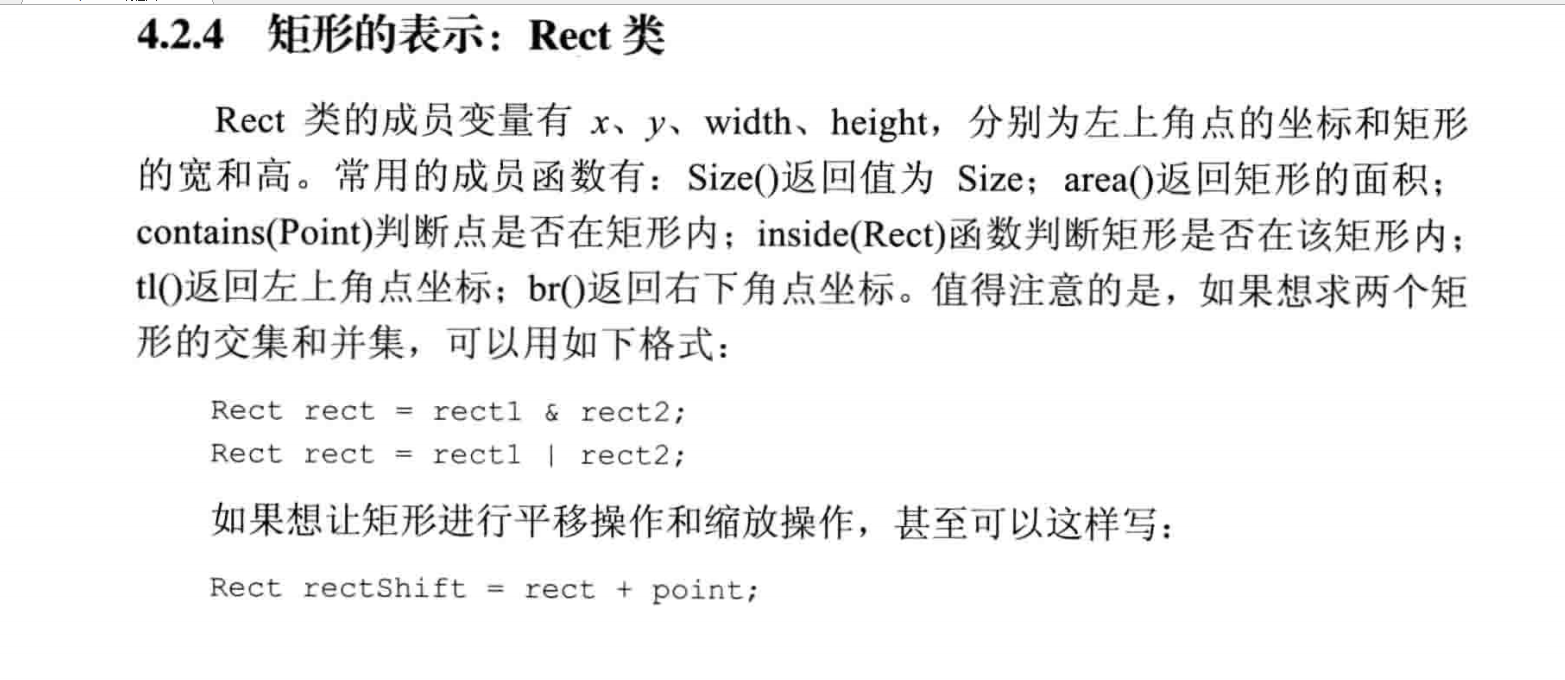 4.2.4 矩形的表示：Rect 类
Rect 类的成员变量有 x、y、width、height，分别为左上角点的坐标和矩形
的宽和高。常用的成员函数有：Size()返回值为 Size；area()返回矩形的面积；
contains(Point)判断点是否在矩形内；inside(Rect)函数判断矩形是否在该矩形内；
tl()返回左上角点坐标；br()返回右下角点坐标。值得注意的是，如果想求两个矩
形的交集和并集，可以用如下格式：
Rect rect = rect1 & rect2;
Rect rect = rect1 | rect2;
如果想让矩形进行平移操作和缩放操作，甚至可以这样写：
Rect rectShift = rect + point;